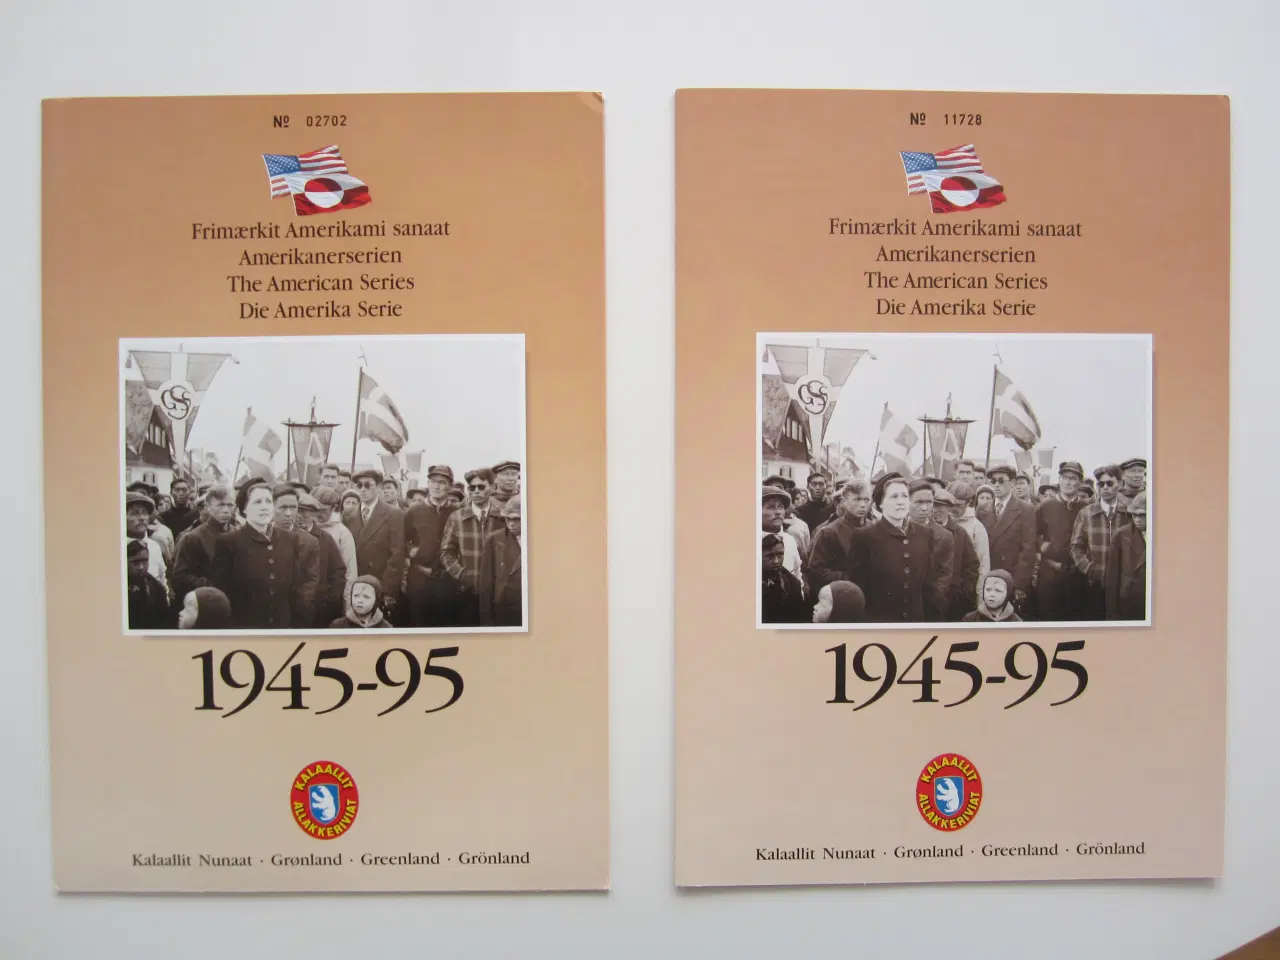 Nº 02702
Frimærkit Amerikami sanaat
Amerikanerserien
The American Series
Die Amerika Serie
GSS
1945-95
KALAALLIT
ALLAKKERIVIAT
Kalaallit Nunaat · Grønland · Greenland · Grönland
Nº 11728
Frimærkit Amerikami sanaat
Amerikanerserien
The American Series
Die Amerika Serie
GSS
1945-95
KALAALLIT
ALLAKKERIVIAT
Kalaallit Nunaat · Grønland · Greenland · Grönland